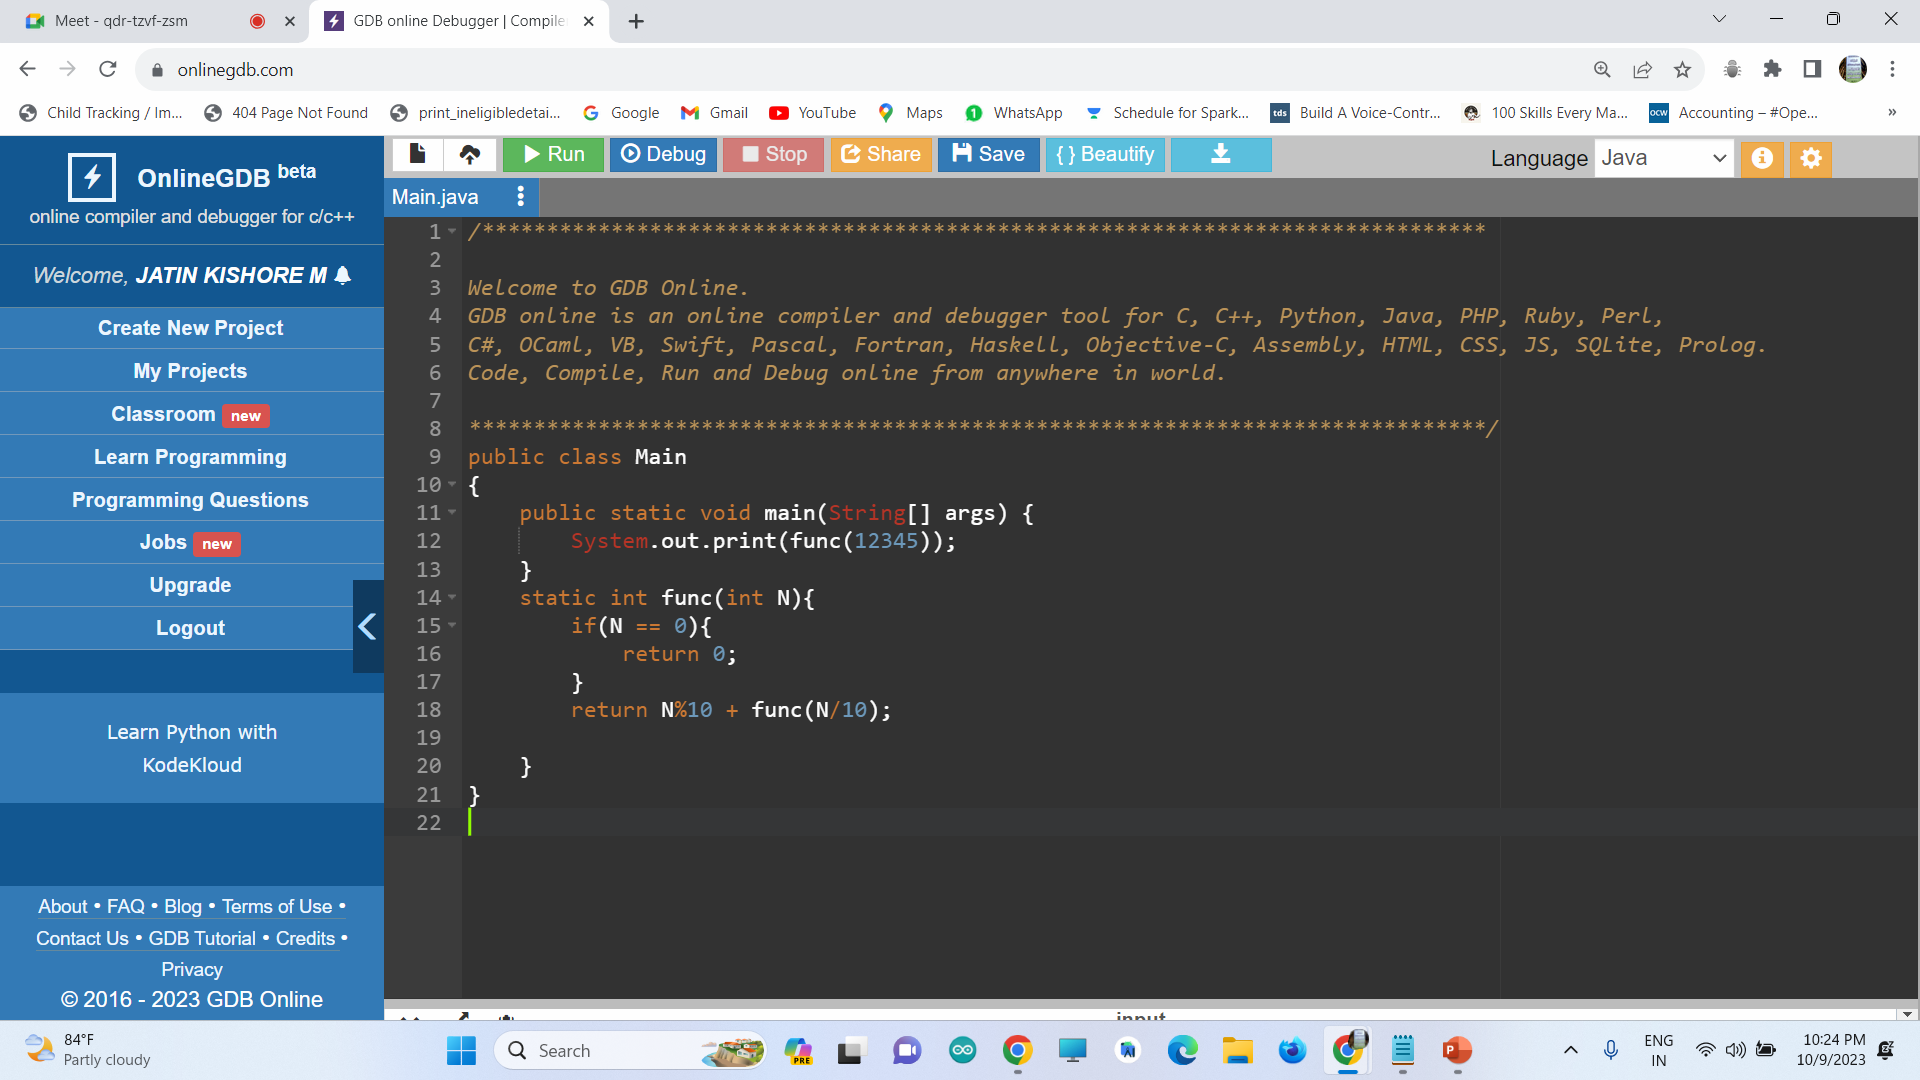 Meet - qdr-tzvf-zsm
GDB online Debugger | Compile
onlinegdb.com
Child Tracking / Im...
404 Page Not Found
print_ineligibledetai...
Google
Gmail
YouTube
Maps
WhatsApp
Schedule for Spark...
tds Build A Voice-Contr...
100 Skills Every Ma...
ocw Accounting – #Ope...
»
OnlineGDB beta
online compiler and debugger for c/c++
Welcome, JATIN KISHORE M
Create New Project
My Projects
Classroom new
Learn Programming
Programming Questions
Jobs new
Upgrade
Logout
Learn Python with
KodeKloud
About • FAQ • Blog • Terms of Use •
Contact Us • GDB Tutorial • Credits •
Privacy
© 2016 - 2023 GDB Online
Run Debug Stop Share Save { } Beautify
Language Java
Main.java
1 /******************************************************************************
2
3 Welcome to GDB Online.
4 GDB online is an online compiler and debugger tool for C, C++, Python, Java, PHP, Ruby, Perl,
5 C#, OCaml, VB, Swift, Pascal, Fortran, Haskell, Objective-C, Assembly, HTML, CSS, JS, SQLite, Prolog.
6 Code, Compile, Run and Debug online from anywhere in world.
7
8 *******************************************************************************/
9 public class Main
10 {
11     public static void main(String[] args) {
12         System.out.print(func(12345));
13     }
14     static int func(int N){
15         if(N == 0){
16             return 0;
17         }
18         return N%10 + func(N/10);
19
20     }
21 }
22
input
84°F
Partly cloudy
Search
PRE
ENG
IN
10:24 PM
10/9/2023